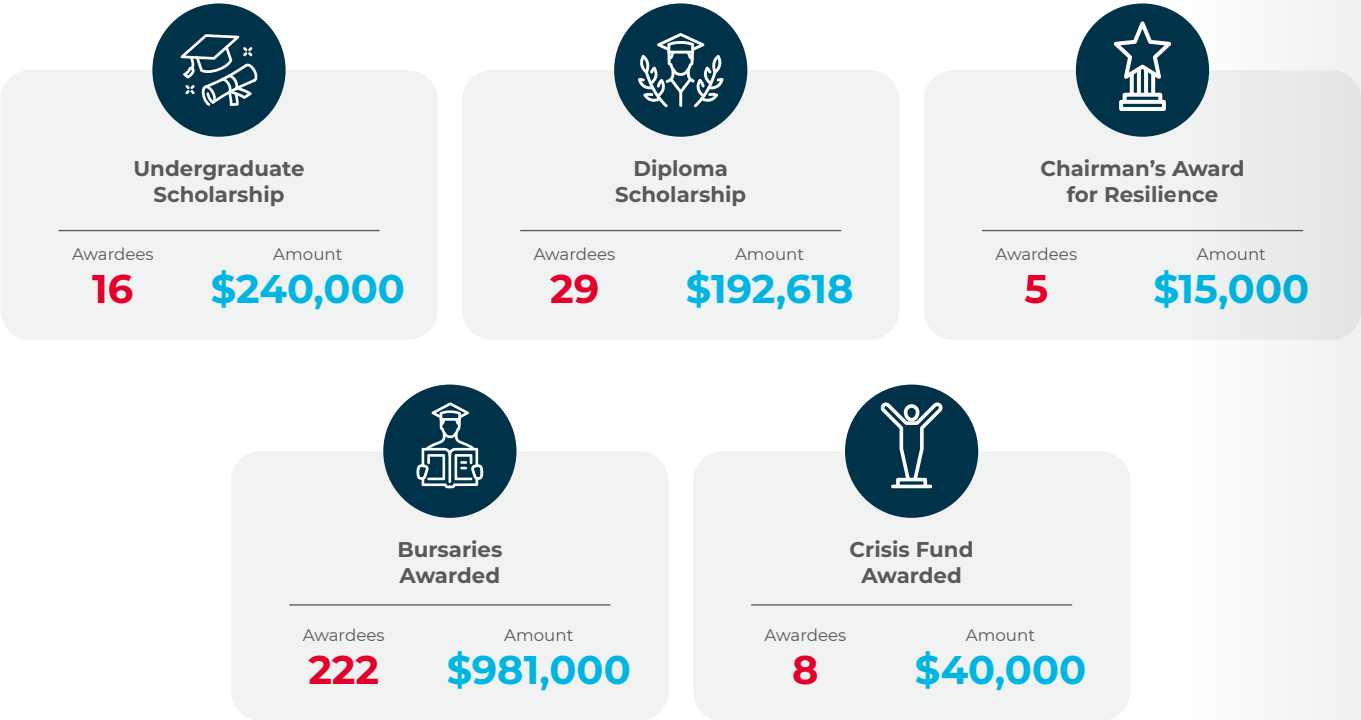 Undergraduate
Scholarship
Awardees
16
Amount
$240,000
Diploma
Scholarship
Awardees
29
Amount
$192,618
Chairman’s Award
for Resilience
Awardees
5
Amount
$15,000
Bursaries
Awarded
Awardees
222
Amount
$981,000
Crisis Fund
Awarded
Awardees
8
Amount
$40,000